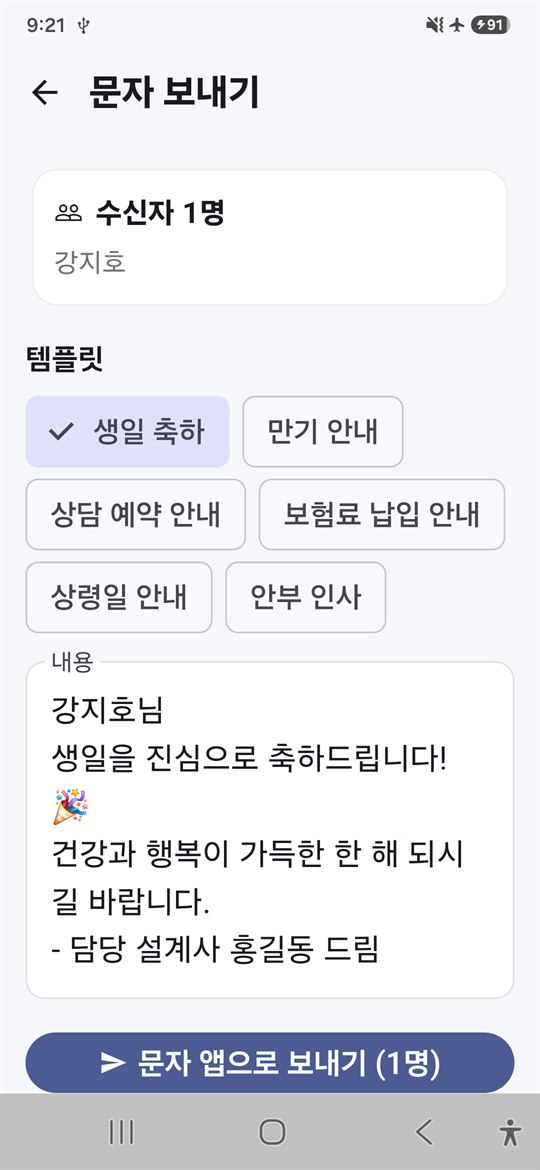 9:21
91
문자 보내기
수신자 1명
강지호
템플릿
생일 축하
만기 안내
상담 예약 안내
보험료 납입 안내
상령일 안내
안부 인사
내용
강지호님
생일을 진심으로 축하드립니다!
🎉
건강과 행복이 가득한 한 해 되시
길 바랍니다.
- 담당 설계사 홍길동 드림
문자 앱으로 보내기 (1명)